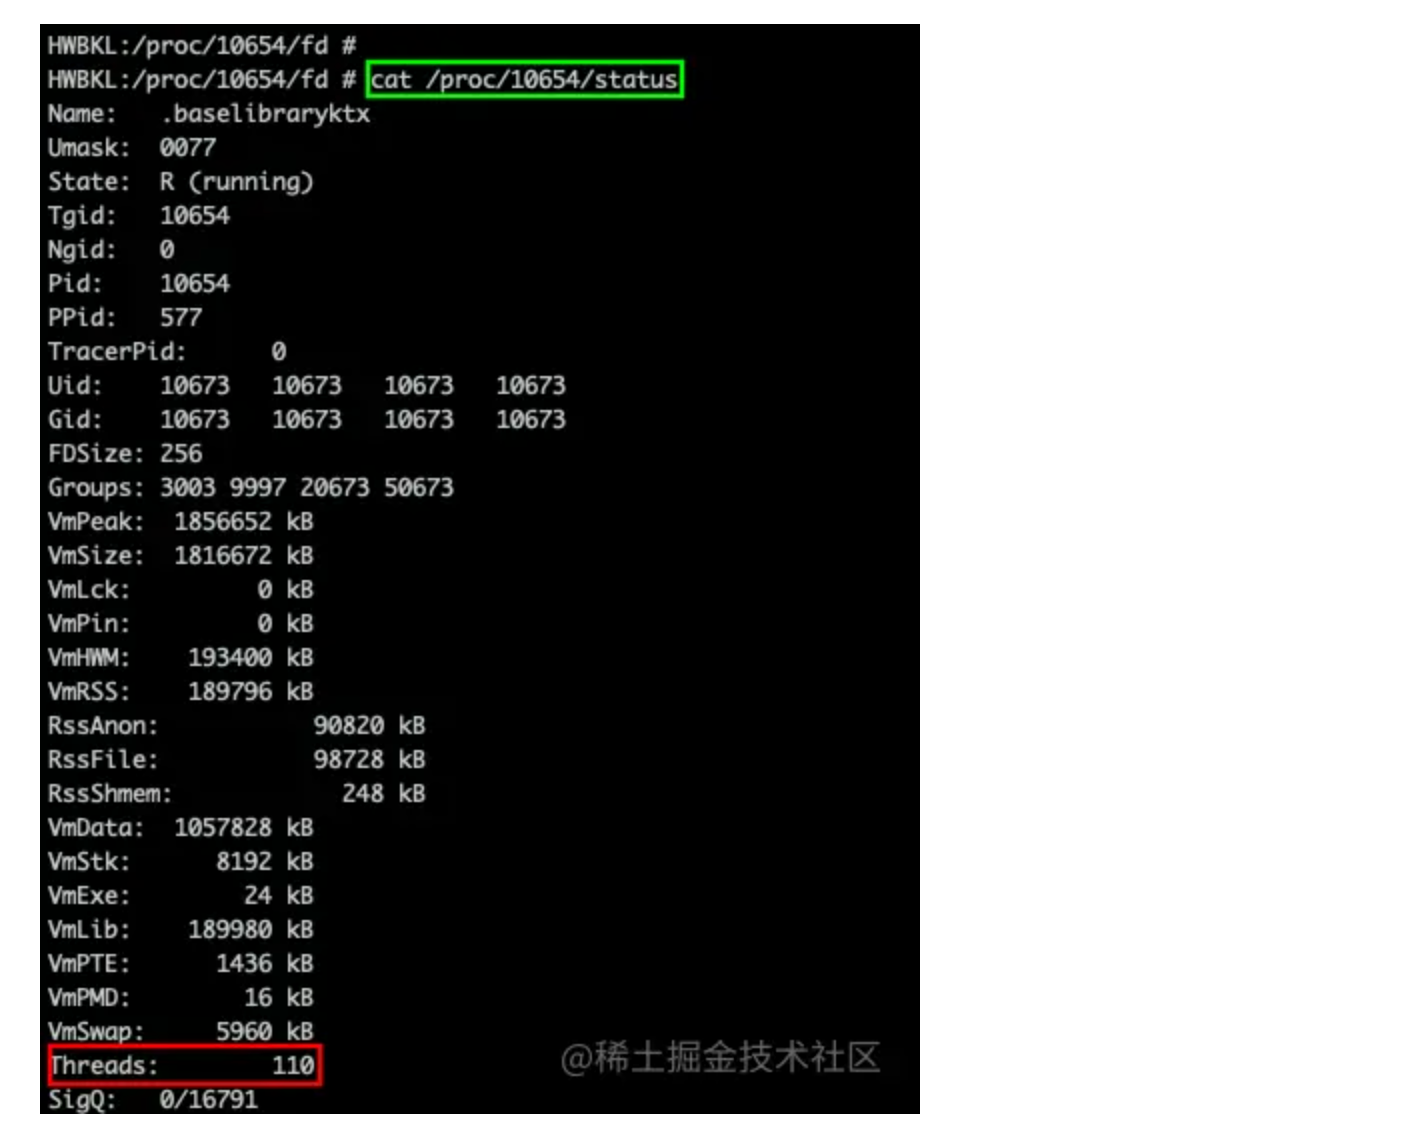 HWBKL:/proc/10654/fd #
HWBKL:/proc/10654/fd # cat /proc/10654/status
Name:   .baselibraryktx
Umask:  0077
State:  R (running)
Tgid:   10654
Ngid:   0
Pid:    10654
PPid:   577
TracerPid:      0
Uid:    10673   10673   10673   10673
Gid:    10673   10673   10673   10673
FDSize: 256
Groups: 3003 9997 20673 50673
VmPeak:  1856652 kB
VmSize:  1816672 kB
VmLck:         0 kB
VmPin:         0 kB
VmHWM:    193400 kB
VmRSS:    189796 kB
RssAnon:           90820 kB
RssFile:           98728 kB
RssShmem:            248 kB
VmData:  1057828 kB
VmStk:      8192 kB
VmExe:        24 kB
VmLib:    189980 kB
VmPTE:      1436 kB
VmPMD:        16 kB
VmSwap:     5960 kB
Threads:        110
@稀土掘金技术社区
SigQ:   0/16791